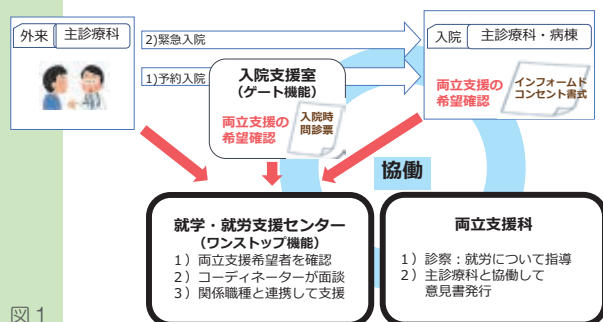 外来 主診療科
2)緊急入院
1)予約入院
入院 主診療科・病棟
両立支援の
希望確認
インフォームド
コンセント書式
入院支援室
（ゲート機能）
両立支援の
希望確認
入院時
問診票
協働
就学・就労支援センター
（ワンストップ機能）
1）両立支援希望者を確認
2）コーディネーターが面談
3）関係職種と連携して支援
両立支援科
1）診察：就労について指導
2）主診療科と協働して
意見書発行
図1